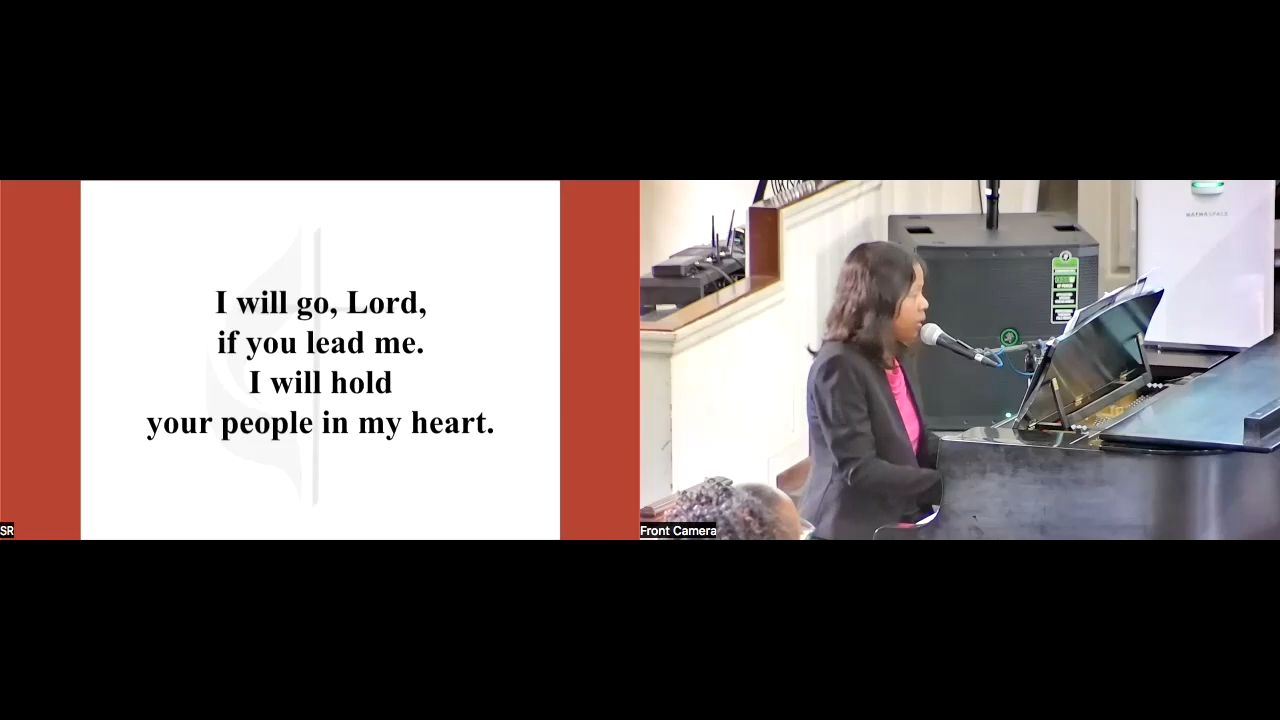 I will go, Lord,
if you lead me.
I will hold
your people in my heart.
SR
Front Camera